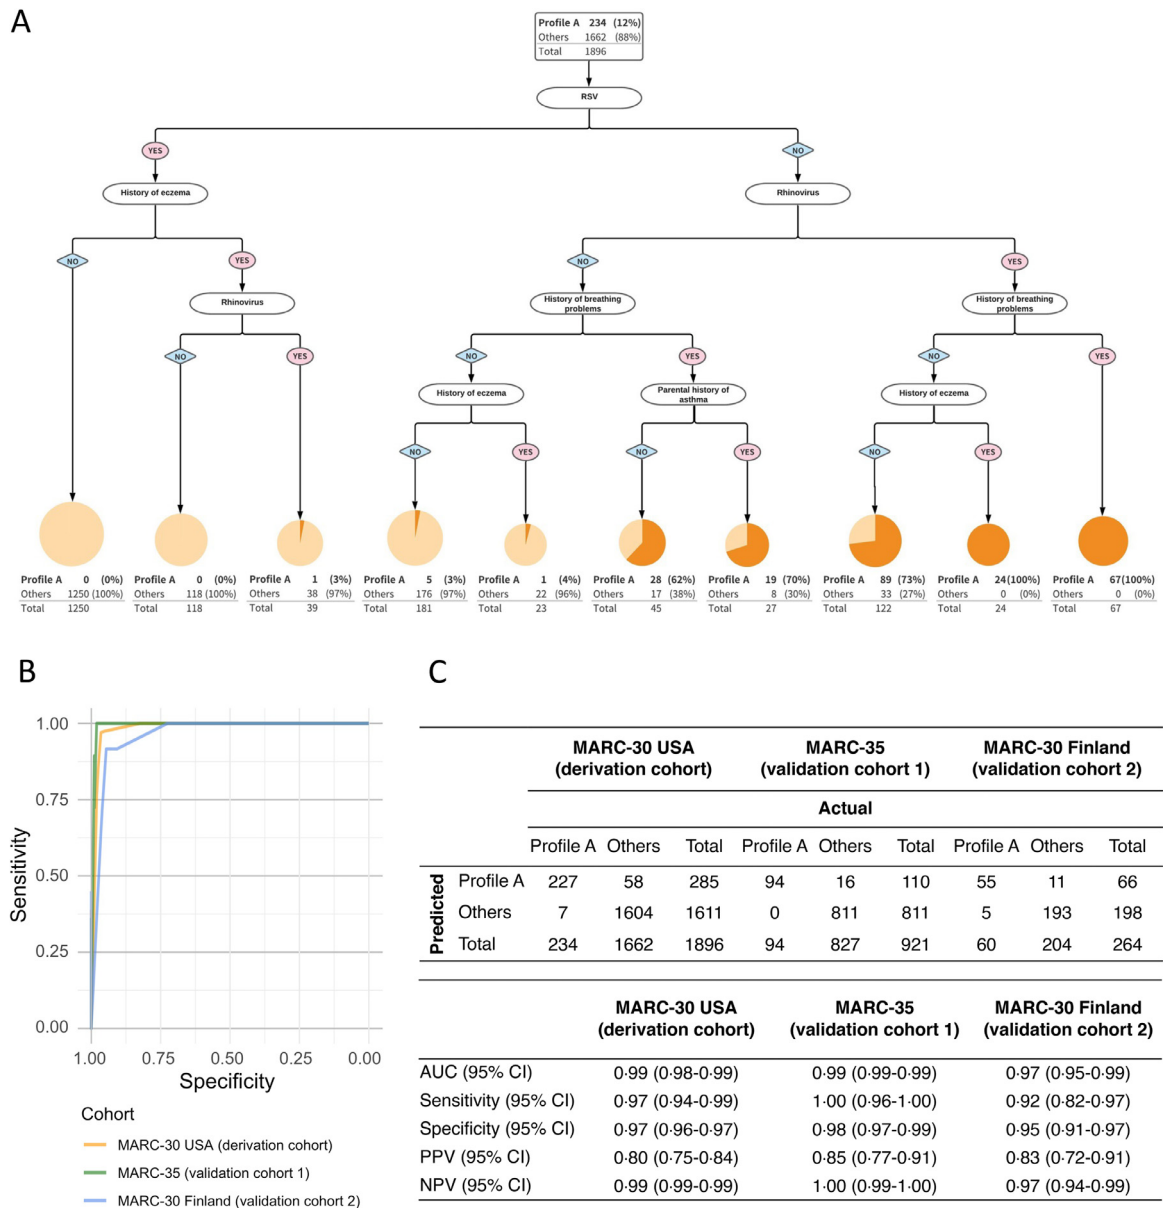 A
Profile A 234 (12%)
Others 1662 (88%)
Total 1896
RSV
YES
NO
History of eczema
Rhinovirus
NO
YES
NO
YES
Rhinovirus
History of breathing
problems
History of breathing
problems
NO
YES
NO
YES
NO
YES
History of eczema
Parental history of
asthma
History of eczema
NO
YES
NO
YES
NO
YES
Profile A 0 (0%)
Others 1250 (100%)
Total 1250
Profile A 0 (0%)
Others 118 (100%)
Total 118
Profile A 1 (3%)
Others 38 (97%)
Total 39
Profile A 5 (3%)
Others 176 (97%)
Total 181
Profile A 1 (4%)
Others 22 (96%)
Total 23
Profile A 28 (62%)
Others 17 (38%)
Total 45
Profile A 19 (70%)
Others 8 (30%)
Total 27
Profile A 89 (73%)
Others 33 (27%)
Total 122
Profile A 24 (100%)
Others 0 (0%)
Total 24
Profile A 67 (100%)
Others 0 (0%)
Total 67
B
Sensitivity
1.00
0.75
0.50
0.25
0.00
1.00 0.75 0.50 0.25 0.00
Specificity
Cohort
MARC-30 USA (derivation cohort)
MARC-35 (validation cohort 1)
MARC-30 Finland (validation cohort 2)
C
MARC-30 USA MARC-35 MARC-30 Finland
(derivation cohort) (validation cohort 1) (validation cohort 2)
Actual
Profile A Others Total Profile A Others Total Profile A Others Total
Predicted
Profile A 227 58 285 94 16 110 55 11 66
Others 7 1604 1611 0 811 811 5 193 198
Total 234 1662 1896 94 827 921 60 204 264
MARC-30 USA MARC-35 MARC-30 Finland
(derivation cohort) (validation cohort 1) (validation cohort 2)
AUC (95% CI) 0·99 (0·98-0·99) 0·99 (0·99-0·99) 0·97 (0·95-0·99)
Sensitivity (95% CI) 0·97 (0·94-0·99) 1·00 (0·96-1·00) 0·92 (0·82-0·97)
Specificity (95% CI) 0·97 (0·96-0·97) 0·98 (0·97-0·99) 0·95 (0·91-0·97)
PPV (95% CI) 0·80 (0·75-0·84) 0·85 (0·77-0·91) 0·83 (0·72-0·91)
NPV (95% CI) 0·99 (0·99-0·99) 1·00 (0·99-1·00) 0·97 (0·94-0·99)